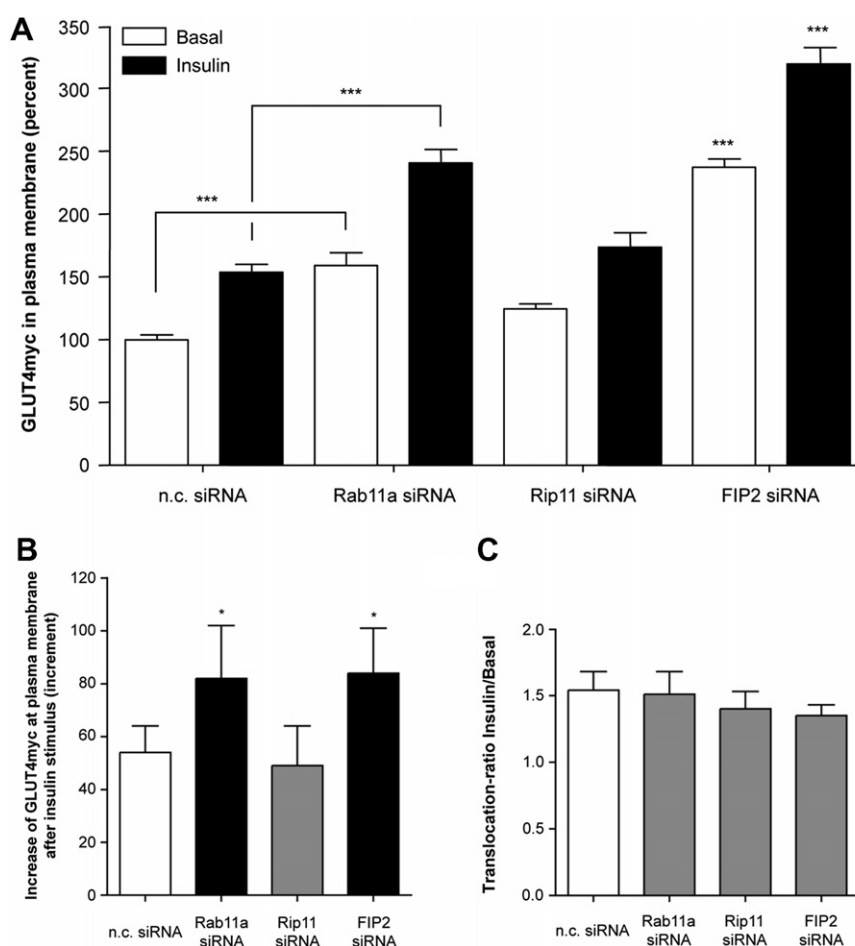 A
GLUT4myc in plasma membrane (percent)
350
300
250
200
150
100
50
0
Basal
Insulin
***
***
***
***
n.c. siRNA
Rab11a siRNA
Rip11 siRNA
FIP2 siRNA
B
Increase of GLUT4myc at plasma membrane
after insulin stimulus (increment)
120
100
80
60
40
20
0
*
*
n.c. siRNA
Rab11a
siRNA
Rip11
siRNA
FIP2
siRNA
C
Translocation-ratio Insulin/Basal
2.0
1.5
1.0
0.5
0.0
n.c. siRNA
Rab11a
siRNA
Rip11
siRNA
FIP2
siRNA